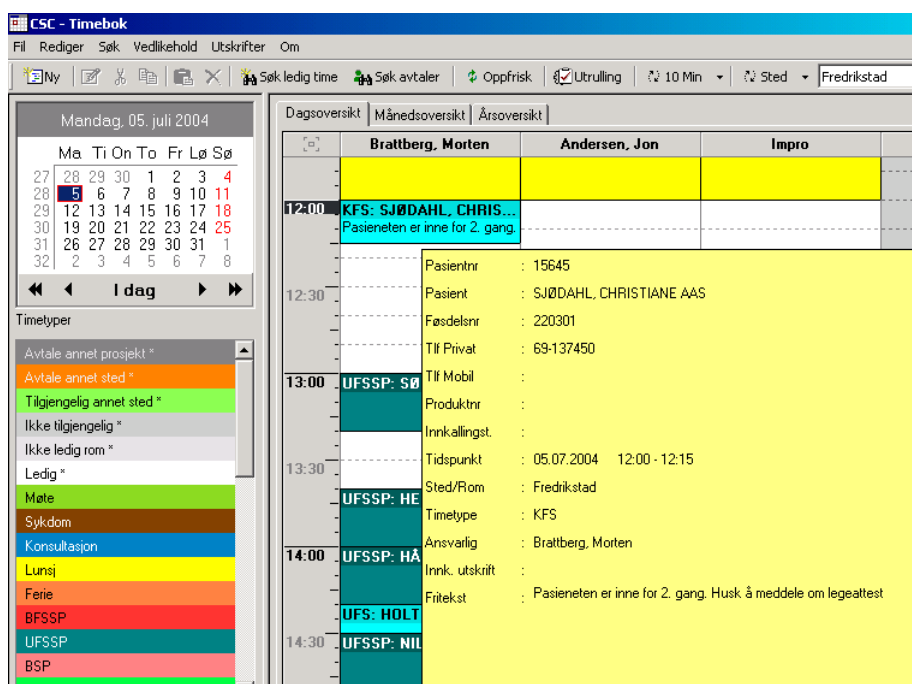 CSC - Timebok
Fil Rediger Søk Vedlikehold Utskrifter Om
Ny Søk ledig time Søk avtaler Oppfrisk Utrulling 10 Min Sted Fredrikstad
Mandag, 05. juli 2004
Ma Ti On To Fr Lø Sø
27 28 29 30 1 2 3 4
28 5 6 7 8 9 10 11
29 12 13 14 15 16 17 18
30 19 20 21 22 23 24 25
31 26 27 28 29 30 31 1
32 2 3 4 5 6 7 8
I dag
Timetyper
Avtale annet prosjekt *
Avtale annet sted *
Tilgjengelig annet sted *
Ikke tilgjengelig *
Ikke ledig rom *
Ledig *
Møte
Sykdom
Konsultasjon
Lunsj
Ferie
BFSSP
UFSSP
BSP
Dagsoversikt Månedsoversikt Årsoversikt
Brattberg, Morten Andersen, Jon Impro
12:00 KFS: SJØDAHL, CHRIS...
Pasieneten er inne for 2. gang.
12:30
13:00 UFSSP: SØ
13:30
UFSSP: HE
14:00 UFSSP: HÅ
UFS: HOLT
14:30 UFSSP: NIL
Pasientnr : 15645
Pasient : SJØDAHL, CHRISTIANE AAS
Føsdelsnr : 220301
Tlf Privat : 69-137450
Tlf Mobil :
Produktnr :
Innkallingst. :
Tidspunkt : 05.07.2004 12:00 - 12:15
Sted/Rom : Fredrikstad
Timetype : KFS
Ansvarlig : Brattberg, Morten
Innk. utskrift :
Fritekst : Pasieneten er inne for 2. gang. Husk å meddele om legeattest